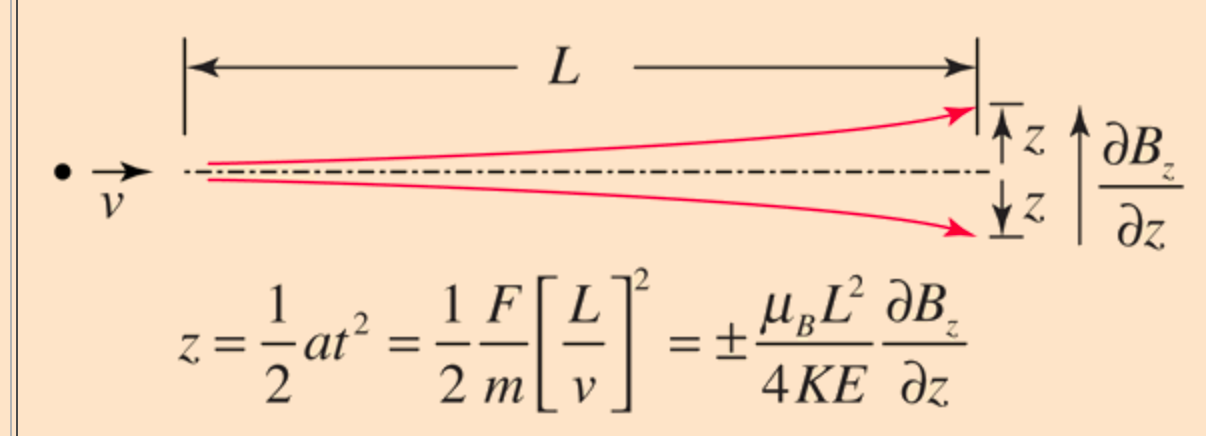 L
z
∂B_z/∂z
v
z
z = 1/2 at² = 1/2 F/m [L/v]² = ± μ_B L²/4KE ∂B_z/∂z